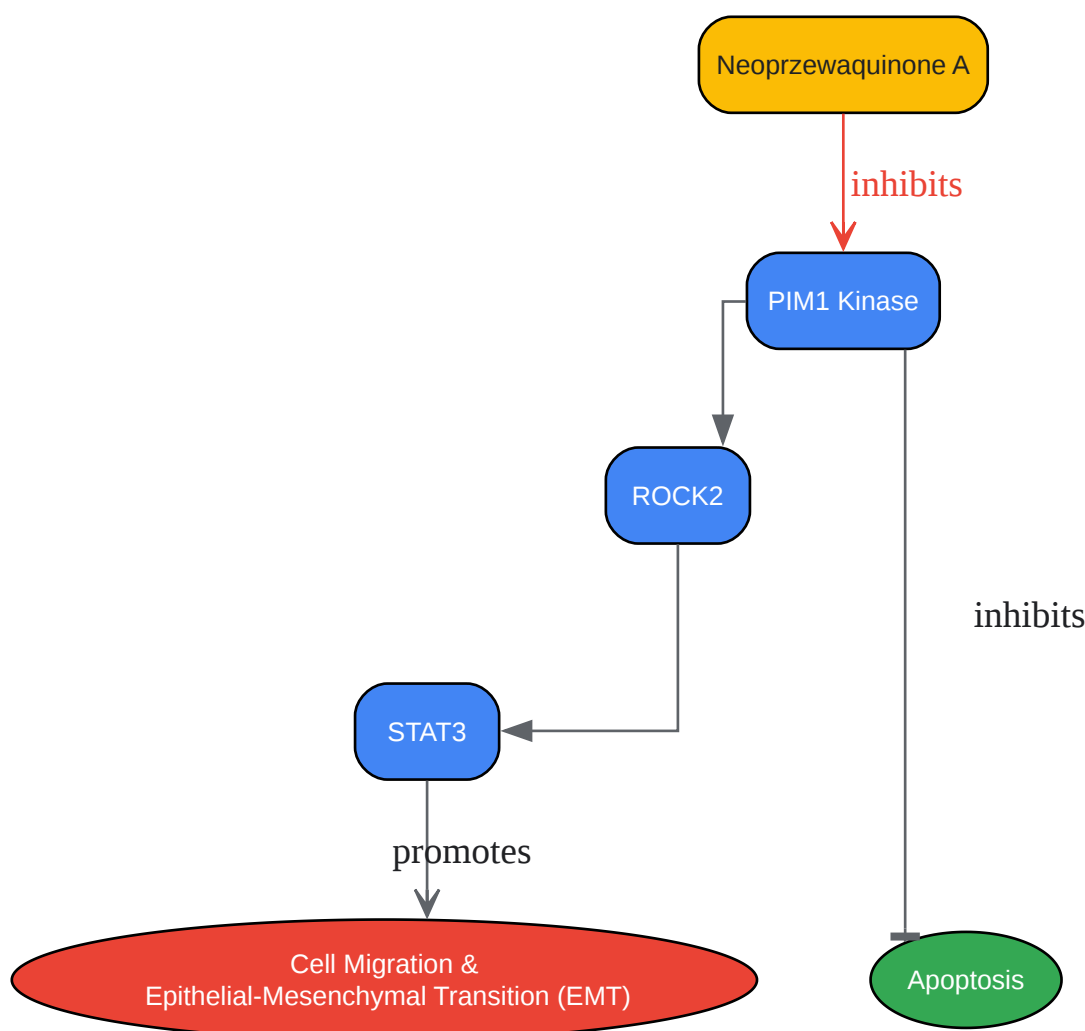 Neoprzewaquinone A
inhibits
PIM1 Kinase
ROCK2
inhibits
STAT3
promotes
Cell Migration &
Epithelial-Mesenchymal Transition (EMT)
Apoptosis